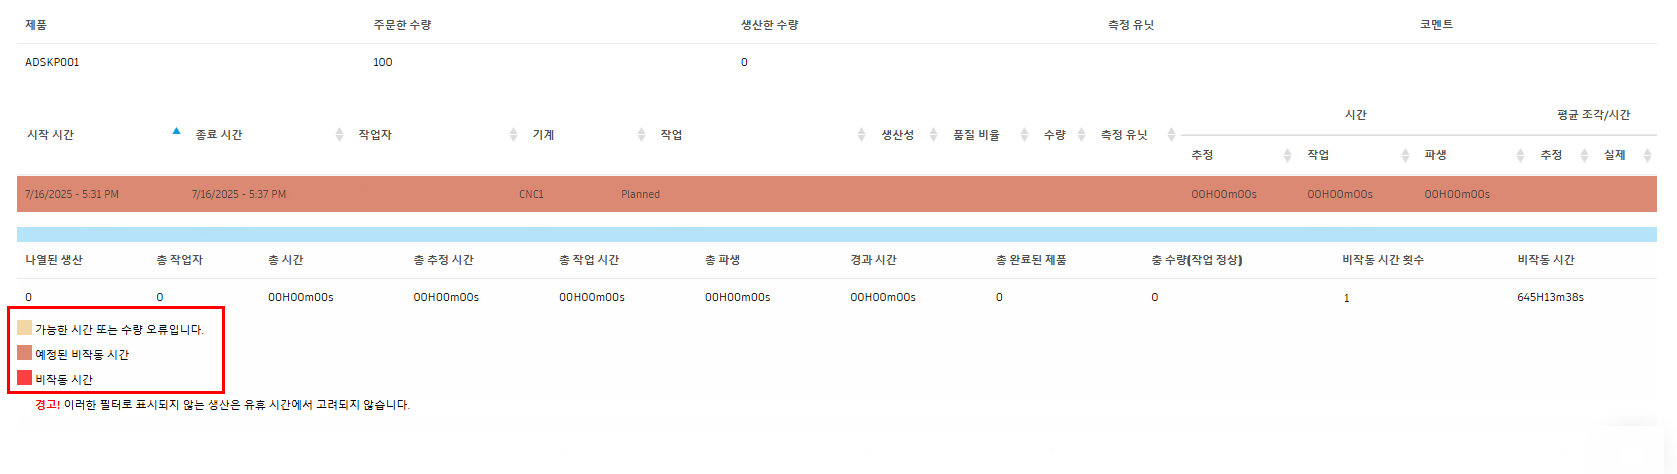 제품 주문한 수량 생산한 수량 측정 유닛 코멘트
ADSKP001 100 0
시간 평균 조각/시간
시작 시간 종료 시간 작업자 기계 작업 생산성 품질 비율 수량 측정 유닛
추정 작업 파생 추정 실제
7/16/2025 - 5:31 PM 7/16/2025 - 5:37 PM CNC1 Planned 00H00m00s 00H00m00s 00H00m00s
나열된 생산 총 작업자 총 시간 총 추정 시간 총 작업 시간 총 파생 경과 시간 총 완료된 제품 총 수량(작업 정상) 비작동 시간 횟수 비작동 시간
0 0 00H00m00s 00H00m00s 00H00m00s 00H00m00s 00H00m00s 0 0 1 645H13m38s
가능한 시간 또는 수량 오류입니다.
예정된 비작동 시간
비작동 시간
경고! 이러한 필터로 표시되지 않는 생산은 유휴 시간에서 고려되지 않습니다.